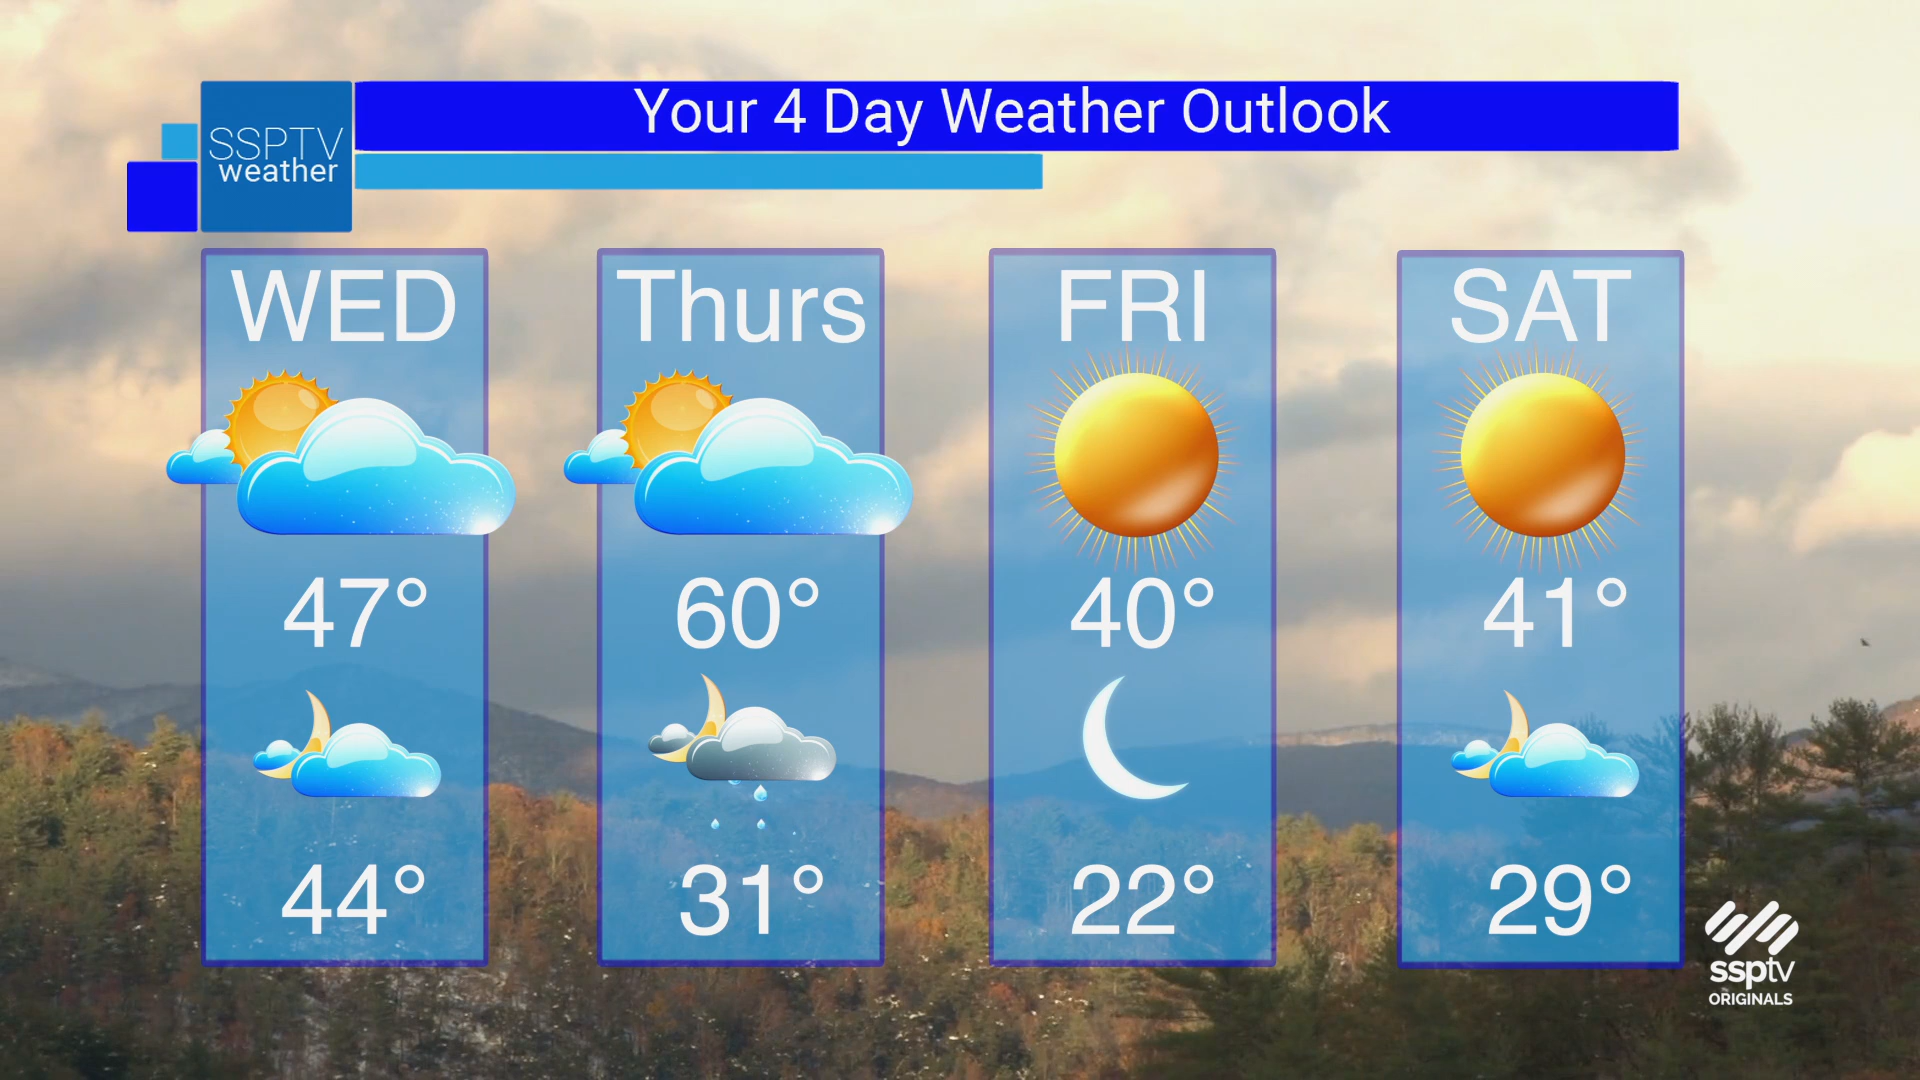 Your 4 Day Weather Outlook
SSPTV
weather
WED
Thurs
FRI
SAT
47°
60°
40°
41°
44°
31°
22°
29°
ssptv
ORIGINALS